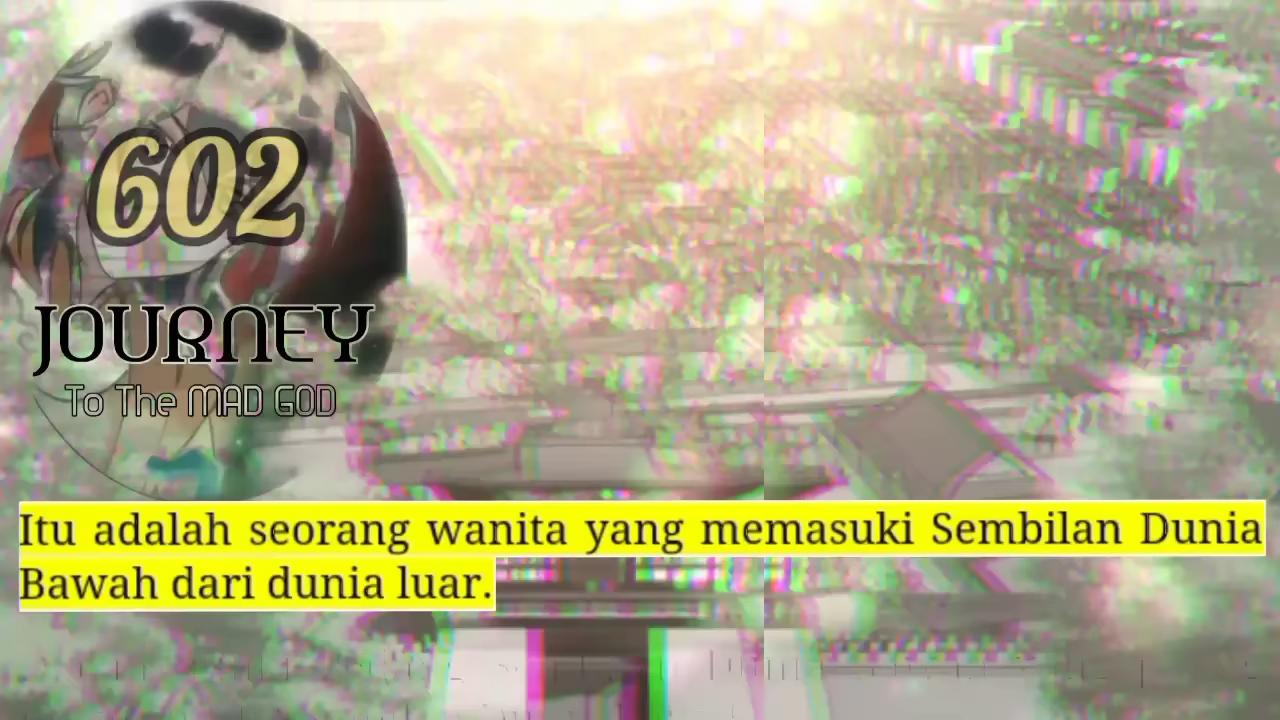 602
JOURNEY
To The MAD GOD
Itu adalah seorang wanita yang memasuki Sembilan Dunia
Bawah dari dunia luar.